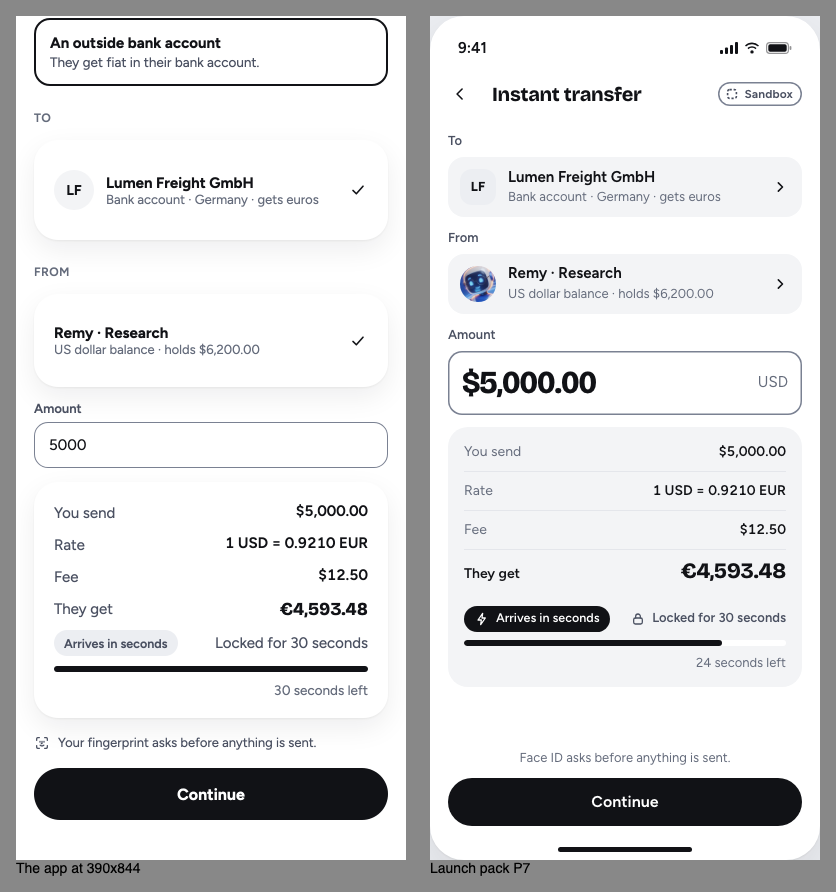 An outside bank account
They get fiat in their bank account.
TO
LF
Lumen Freight GmbH
Bank account · Germany · gets euros
FROM
Remy · Research
US dollar balance · holds $6,200.00
Amount
5000
You send $5,000.00
Rate 1 USD = 0.9210 EUR
Fee $12.50
They get €4,593.48
Arrives in seconds Locked for 30 seconds
30 seconds left
Your fingerprint asks before anything is sent.
Continue
The app at 390x844
9:41
Instant transfer
Sandbox
To
LF
Lumen Freight GmbH
Bank account · Germany · gets euros
From
Remy · Research
US dollar balance · holds $6,200.00
Amount
$5,000.00 USD
You send $5,000.00
Rate 1 USD = 0.9210 EUR
Fee $12.50
They get €4,593.48
Arrives in seconds Locked for 30 seconds
24 seconds left
Face ID asks before anything is sent.
Continue
Launch pack P7